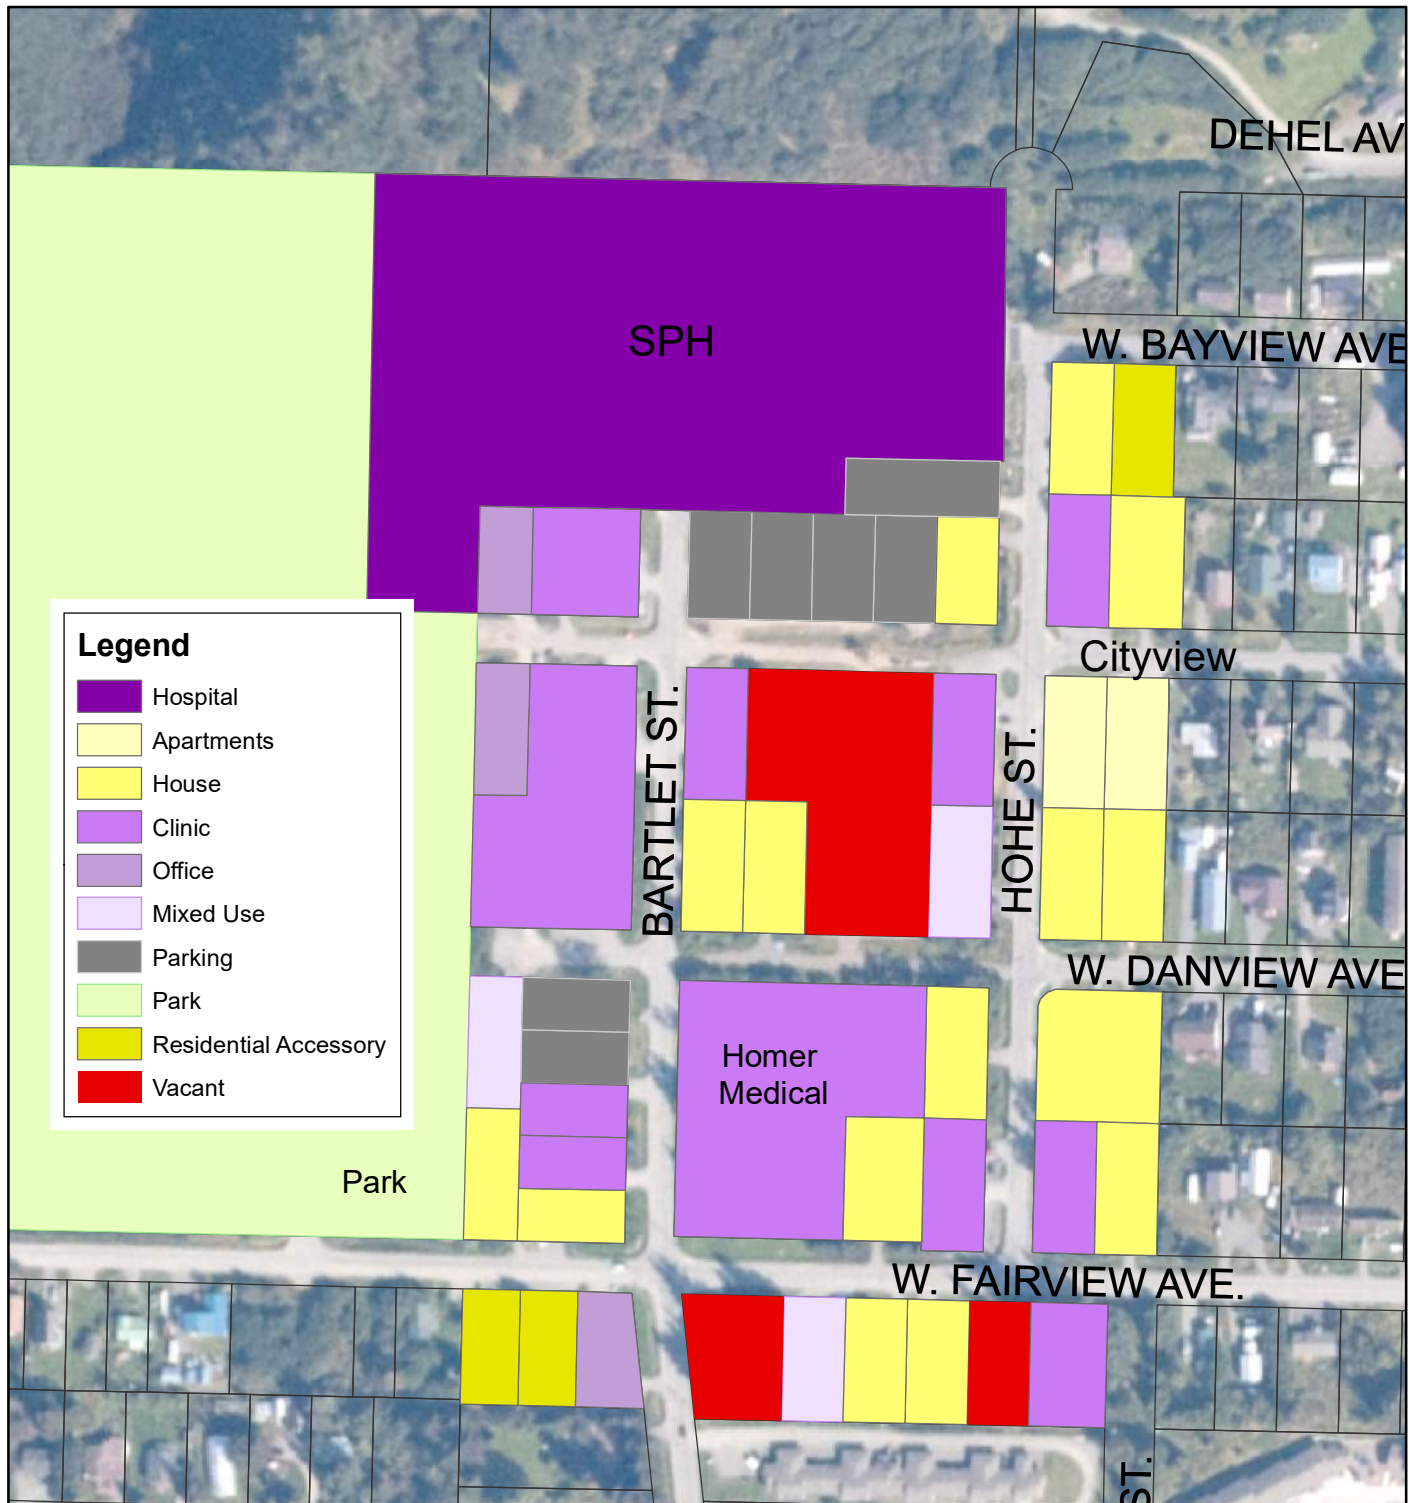 DEHEL AV
SPH
W. BAYVIEW AVE
Cityview
Legend
Hospital
Apartments
House
Clinic
Office
Mixed Use
Parking
Park
Residential Accessory
Vacant
BARTLET ST.
HOHE ST.
W. DANVIEW AVE
Homer
Medical
Park
W. FAIRVIEW AVE.
ST.